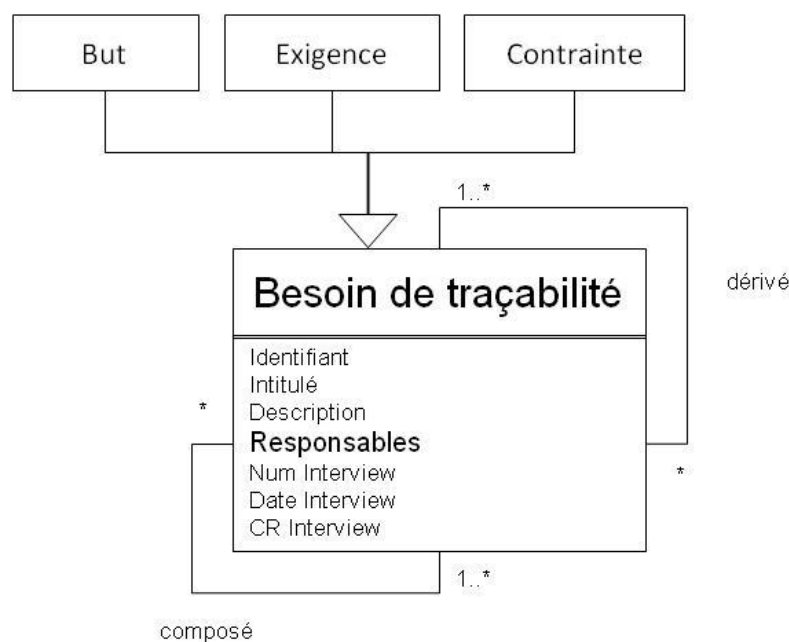 But
Exigence
Contrainte
1..*
Besoin de traçabilité
dérivé
Identifiant
Intitulé
Description
*
Responsables
Num Interview
*
Date Interview
CR Interview
1..*
composé